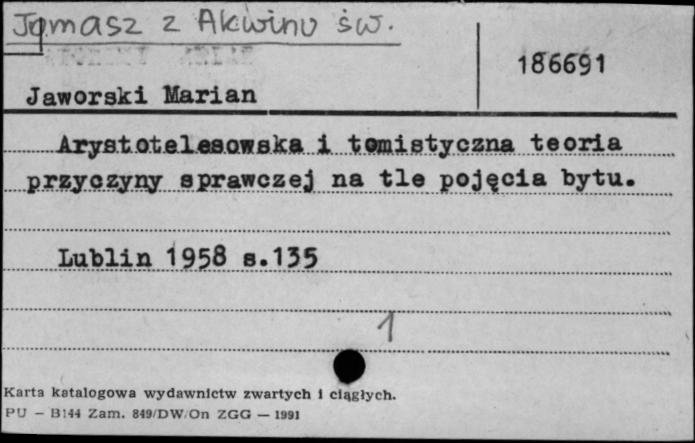 Tomasz z Akwinu św.
186691
Jaworski Marian
Arystotelesowska i tomistyczna teoria
przyczyny sprawczej na tle pojęcia bytu.
Lublin 1958 s.135
1
Karta katalogowa wydawnictw zwartych i ciągłych.
PU — B144 Zam. 849/DW/On ZGG — 1991